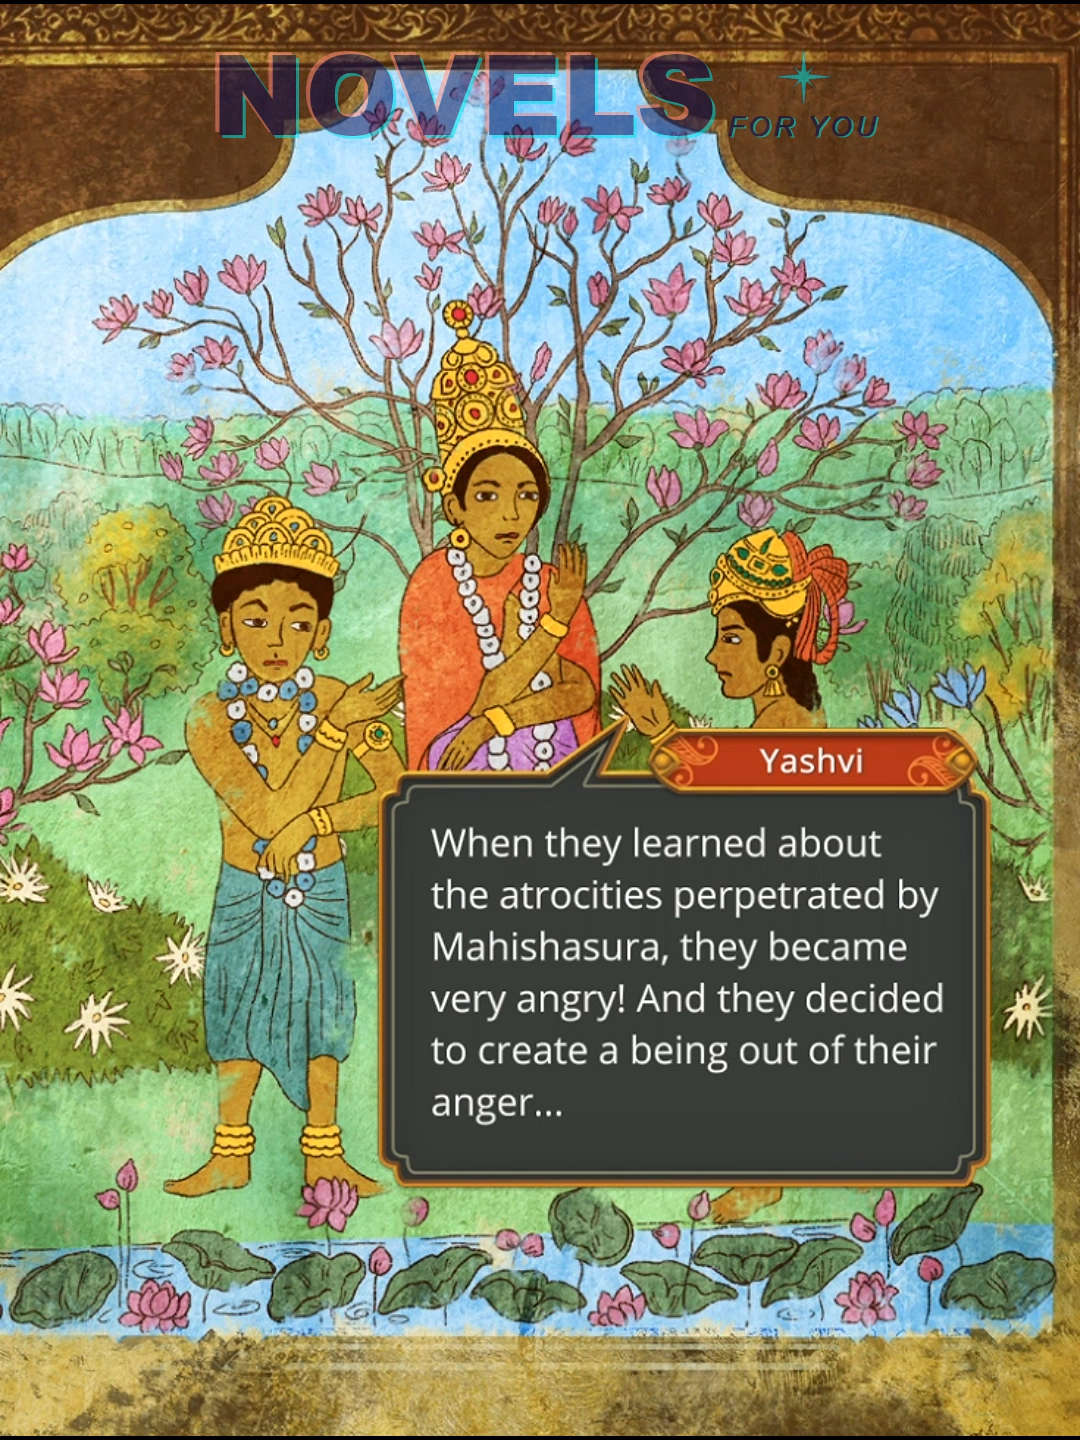 NOVELS
FOR YOU
Yashvi
When they learned about
the atrocities perpetrated by
Mahishasura, they became
very angry! And they decided
to create a being out of their
anger...